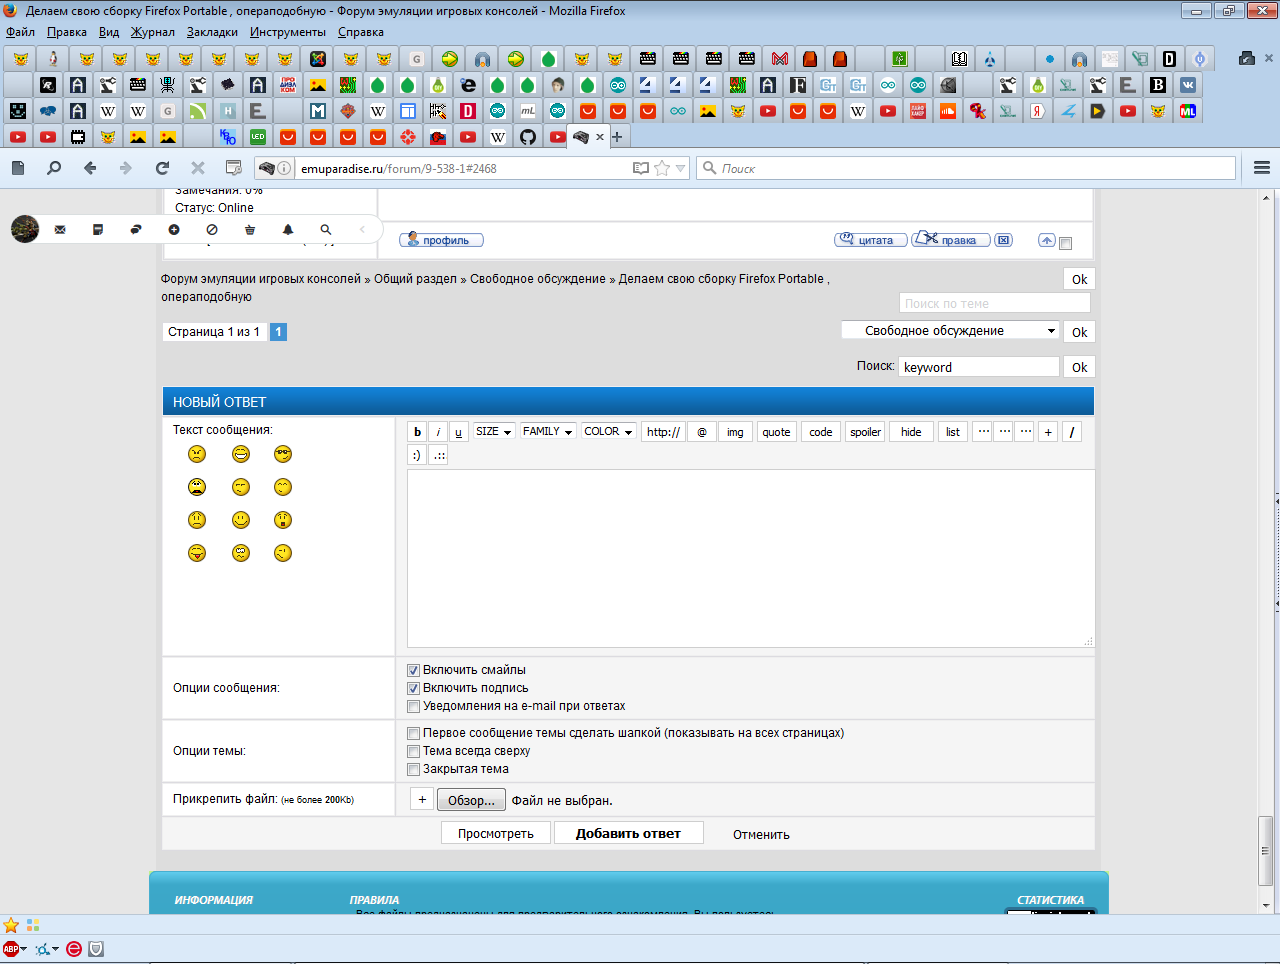 Делаем свою сборку Firefox Portable , операподобную - Форум эмуляции игровых консолей - Mozilla Firefox
Файл Правка Вид Журнал Закладки Инструменты Справка
emuparadise.ru/forum/9-538-1#2468
Поиск
Замечания: 0%
Статус: Online
профиль
цитата
правка
Форум эмуляции игровых консолей » Общий раздел » Свободное обсуждение » Делаем свою сборку Firefox Portable ,
операподобную
Ok
Поиск по теме
Страница 1 из 1
1
Свободное обсуждение
Ok
Поиск:
keyword
Ok
НОВЫЙ ОТВЕТ
Текст сообщения:
b i u SIZE FAMILY COLOR http:// @ img quote code spoiler hide list ... ... ... + /
:) .::
Опции сообщения:
Включить смайлы
Включить подпись
Уведомления на e-mail при ответах
Опции темы:
Первое сообщение темы сделать шапкой (показывать на всех страницах)
Тема всегда сверху
Закрытая тема
Прикрепить файл: (не более 200Kb)
+ Обзор... Файл не выбран.
Просмотреть Добавить ответ Отменить
ИНФОРМАЦИЯ
ПРАВИЛА
СТАТИСТИКА
ABP